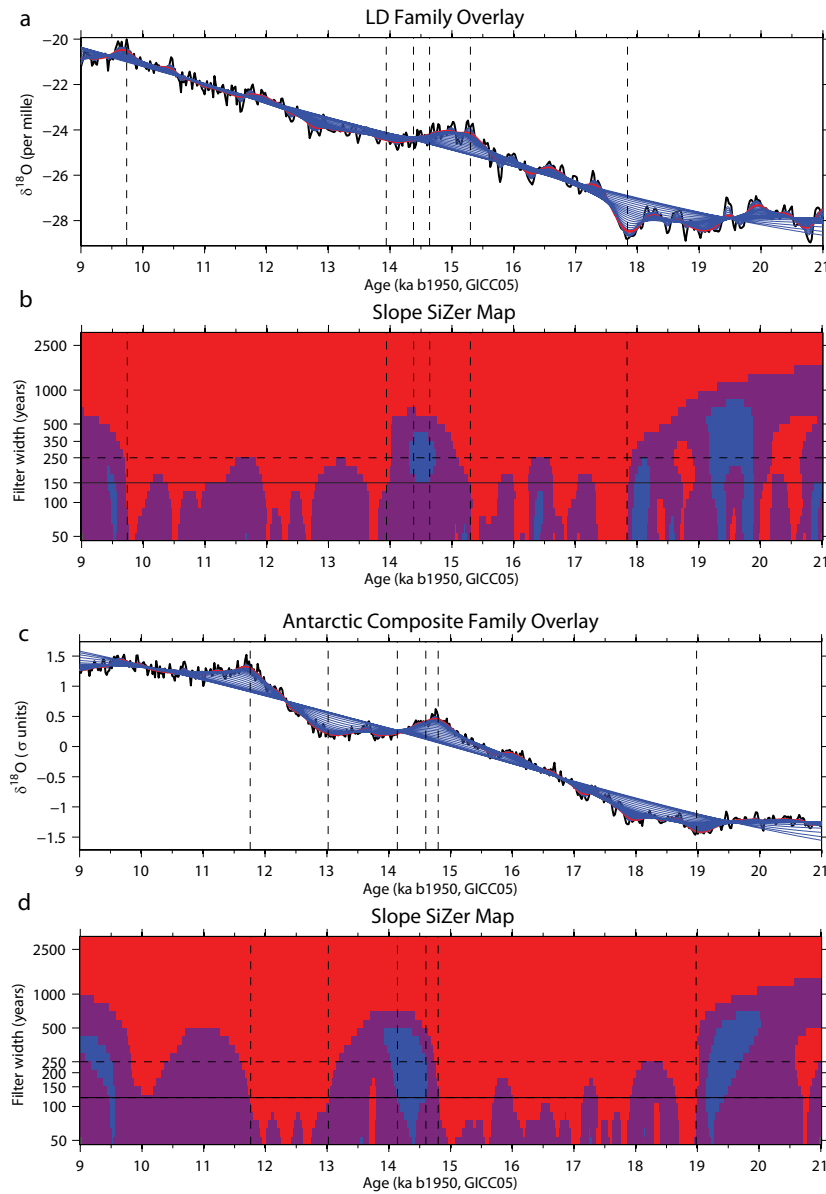 a
LD Family Overlay
−20
−22
−24
−26
−28
δ¹⁸O (per mille)
9 10 11 12 13 14 15 16 17 18 19 20 21
Age (ka b1950, GICC05)
b
Slope SiZer Map
2500
1000
500
350
250
150
100
50
Filter width (years)
9 10 11 12 13 14 15 16 17 18 19 20 21
Age (ka b1950, GICC05)
c
Antarctic Composite Family Overlay
1.5
1
0.5
0
−0.5
−1
−1.5
δ¹⁸O ( σ units)
9 10 11 12 13 14 15 16 17 18 19 20 21
Age (ka b1950, GICC05)
d
Slope SiZer Map
2500
1000
500
250
200
150
100
50
Filter width (years)
9 10 11 12 13 14 15 16 17 18 19 20 21
Age (ka b1950, GICC05)